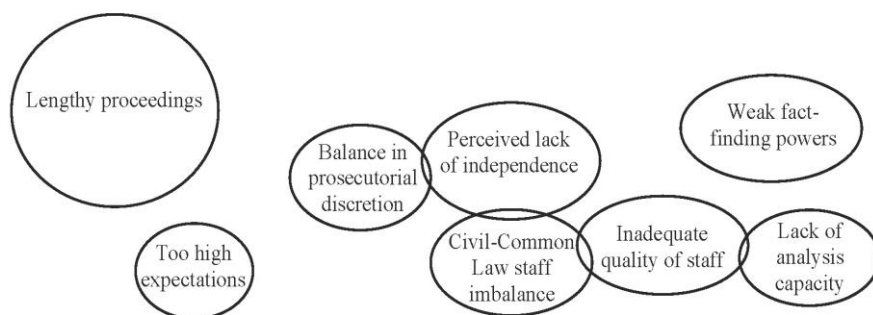 Lengthy proceedings
Too high
expectations
Balance in
prosecutorial
discretion
Perceived lack
of independence
Civil-Common
Law staff
imbalance
Inadequate
quality of staff
Weak fact-
finding powers
Lack of
analysis
capacity